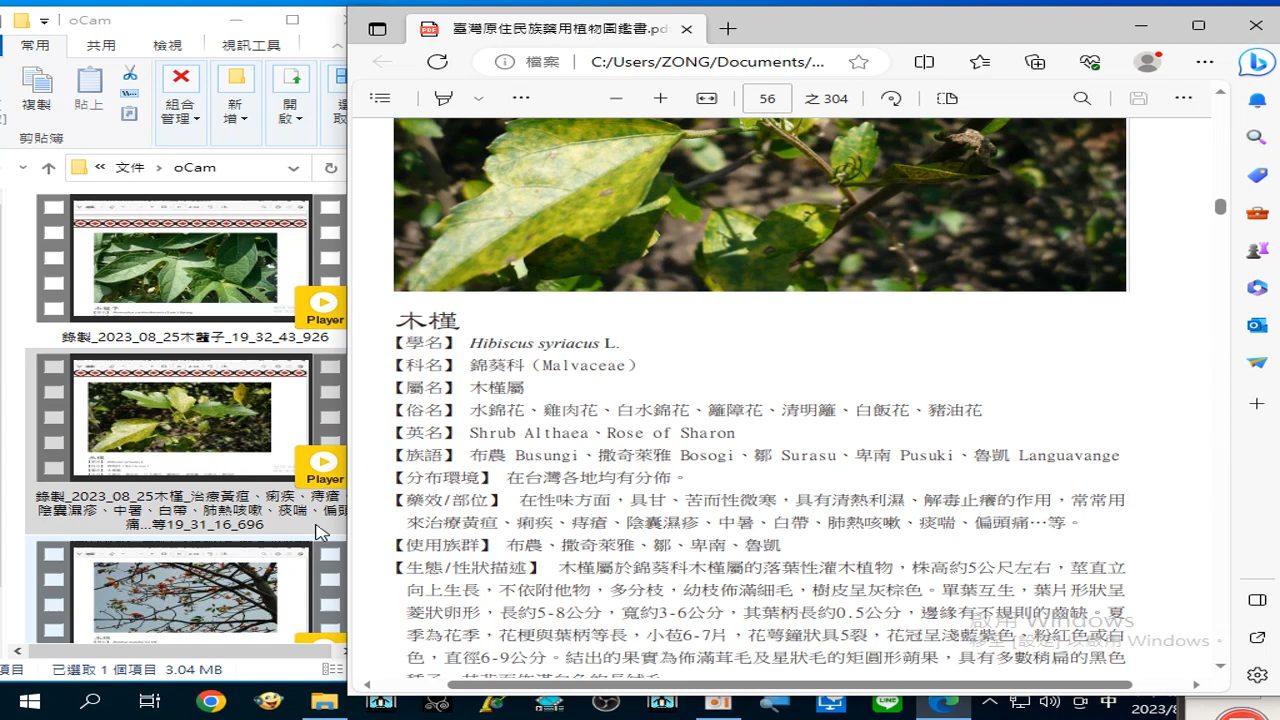 oCam
常用 共用 檢視 視訊工具
複製 貼上 組合管理 新增 開啟
剪貼簿
文件 oCam
Player
錄製_2023_08_25木虌子_19_32_43_926
Player
錄製_2023_08_25木槿_治療黃疸、痢疾、痔瘡
陰囊濕疹、中暑、白帶、肺熱咳嗽、痰喘、偏頭
痛...等19_31_16_696
項目 已選取 1 個項目 3.04 MB
臺灣原住民族藥用植物圖鑑書.pd
檔案 C:/Users/ZONG/Documents/...
56 之 304
木槿
【學名】 Hibiscus syriacus L.
【科名】 錦葵科（Malvaceae）
【屬名】 木槿屬
【俗名】 水錦花、雞肉花、白水錦花、籬障花、清明籬、白飯花、豬油花
【英名】 Shrub Althaea、Rose of Sharon
【族語】 布農 Busungi、撒奇萊雅 Bosogi、鄒 Suuasu、卑南 Pusuki、魯凱 Languavange
【分布環境】 在台灣各地均有分佈。
【藥效/部位】 在性味方面，具甘、苦而性微寒，具有清熱利濕、解毒止癢的作用，常常用
來治療黃疸、痢疾、痔瘡、陰囊濕疹、中暑、白帶、肺熱咳嗽、痰喘、偏頭痛…等。
【使用族群】 布農、撒奇萊雅、鄒、卑南、魯凱
【生態/性狀描述】 木槿屬於錦葵科木槿屬的落葉性灌木植物，株高約5公尺左右，莖直立
向上生長，不依附他物，多分枝，幼枝佈滿細毛，樹皮呈灰棕色。單葉互生，葉片形狀呈
菱狀卵形，長約5-8公分，寬約3-6公分，其葉柄長約0.5公分，邊緣有不規則的齒缺。夏
季為花季，花梗與葉柄等長，小苞6-7片，花萼鐘狀具5裂，花冠呈淺藍紫色、粉紅色或白
色，直徑6-9公分。結出的果實為佈滿茸毛及星狀毛的矩圓形蒴果，具有多數稍扁的黑色
啟用 Windows
移至 [設定] 以啟用 Windows。
LINE
中
2023/8